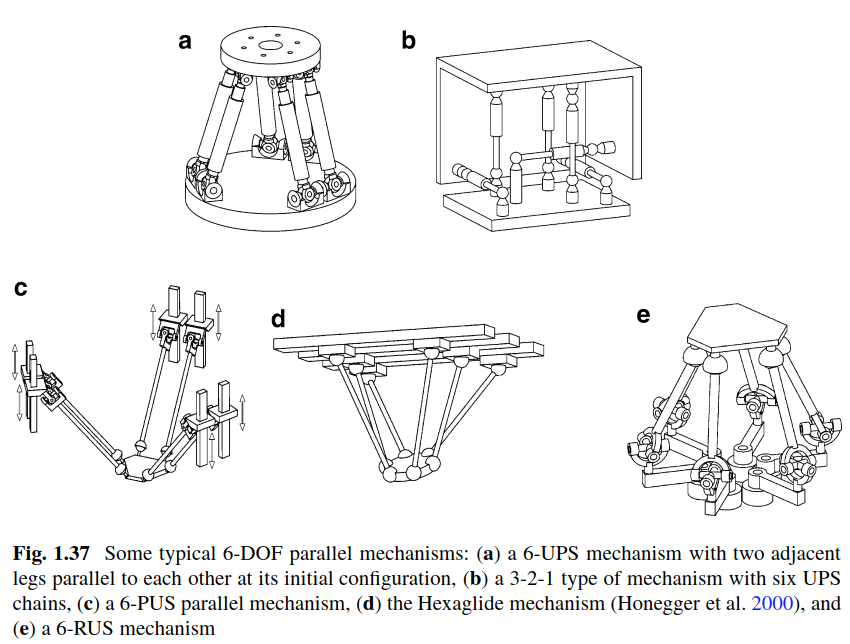 a
b
c
d
e
Fig. 1.37 Some typical 6-DOF parallel mechanisms: (a) a 6-UPS mechanism with two adjacent
legs parallel to each other at its initial configuration, (b) a 3-2-1 type of mechanism with six UPS
chains, (c) a 6-PUS parallel mechanism, (d) the Hexaglide mechanism (Honegger et al. 2000), and
(e) a 6-RUS mechanism